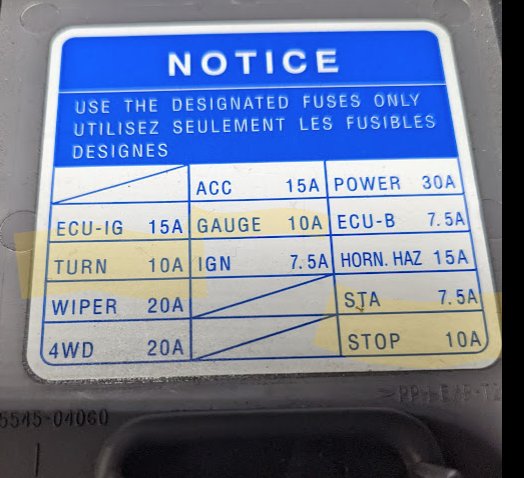 NOTICE
USE THE DESIGNATED FUSES ONLY
UTILISEZ SEULEMENT LES FUSIBLES
DESIGNES
ACC 15A POWER 30A
ECU-IG 15A GAUGE 10A ECU-B 7.5A
TURN 10A IGN 7.5A HORN. HAZ 15A
WIPER 20A STA 7.5A
4WD 20A STOP 10A
5545-04060